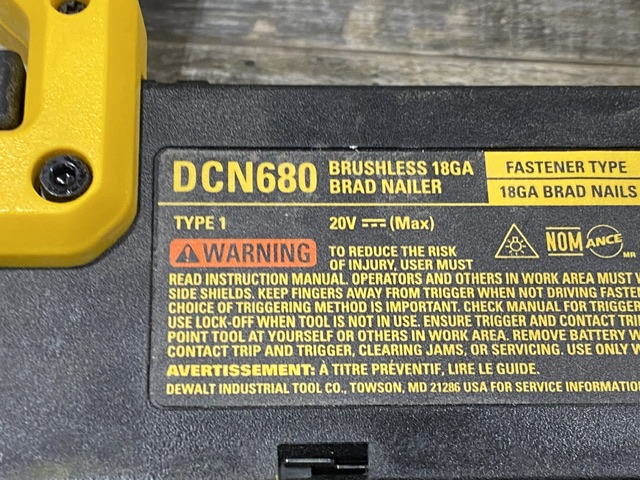 DCN680 BRUSHLESS 18GA BRAD NAILER
FASTENER TYPE
18GA BRAD NAILS
TYPE 1 20V ⎓ (Max)
NOM ANCE MR
⚠ WARNING TO REDUCE THE RISK
OF INJURY, USER MUST
READ INSTRUCTION MANUAL. OPERATORS AND OTHERS IN WORK AREA MUST
SIDE SHIELDS. KEEP FINGERS AWAY FROM TRIGGER WHEN NOT DRIVING
CHOICE OF TRIGGERING METHOD IS IMPORTANT. CHECK MANUAL FOR
USE LOCK-OFF WHEN TOOL IS NOT IN USE. ENSURE TRIGGER AND CONTACT
POINT TOOL AT YOURSELF OR OTHERS IN WORK AREA. REMOVE BATTERY
CONTACT TRIP AND TRIGGER, CLEARING JAMS, OR SERVICING. USE ONLY
AVERTISSEMENT: À TITRE PRÉVENTIF, LIRE LE GUIDE.
DEWALT INDUSTRIAL TOOL CO., TOWSON, MD 21286 USA FOR SERVICE